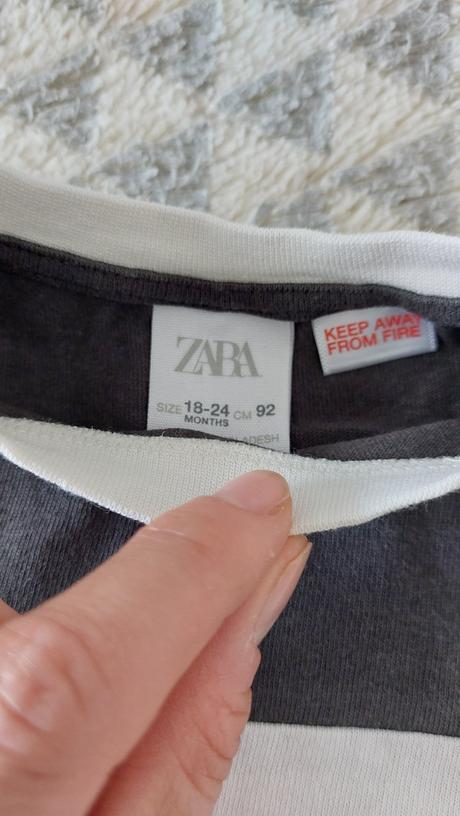 ZARA
SIZE 18-24 CM 92
MONTHS
KEEP AWAY
FROM FIRE